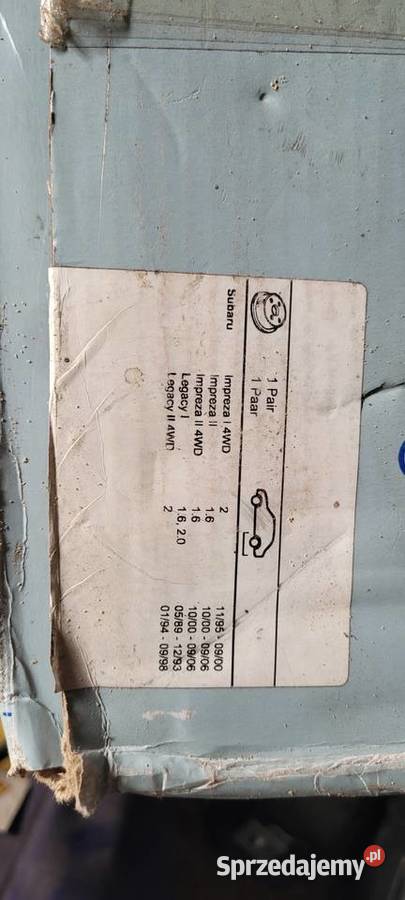 1 Pair
1 Paar
Subaru Impreza I 4WD 2 11/95 - 09/00
Impreza II 1.6 10/00 - 09/06
Impreza II 4WD 1.6 10/00 - 09/06
Legacy I 1.6, 2.0 05/89 - 12/93
Legacy II 4WD 2 01/94 - 09/98
Sprzedajemy.pl